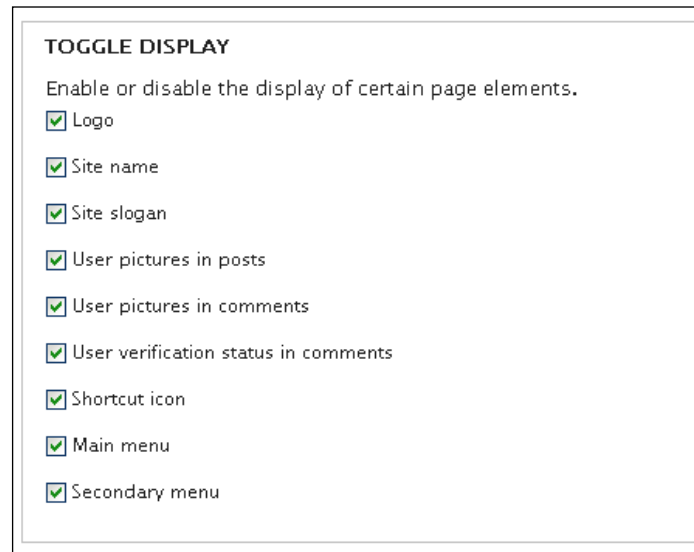 TOGGLE DISPLAY
Enable or disable the display of certain page elements.
Logo
Site name
Site slogan
User pictures in posts
User pictures in comments
User verification status in comments
Shortcut icon
Main menu
Secondary menu